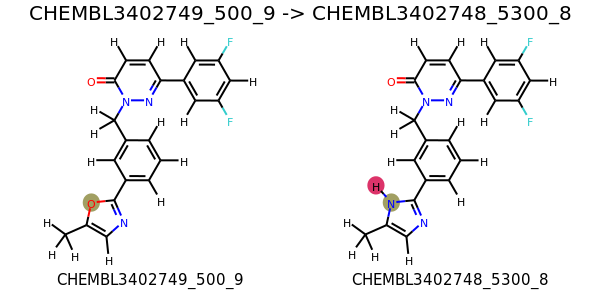 CHEMBL3402749_500_9 -> CHEMBL3402748_5300_8
H H H F H H F O N N H H H H H H H O N H H H H
H H H F H H F O N N H H H H H H H N N H H H H
CHEMBL3402749_500_9 CHEMBL3402748_5300_8